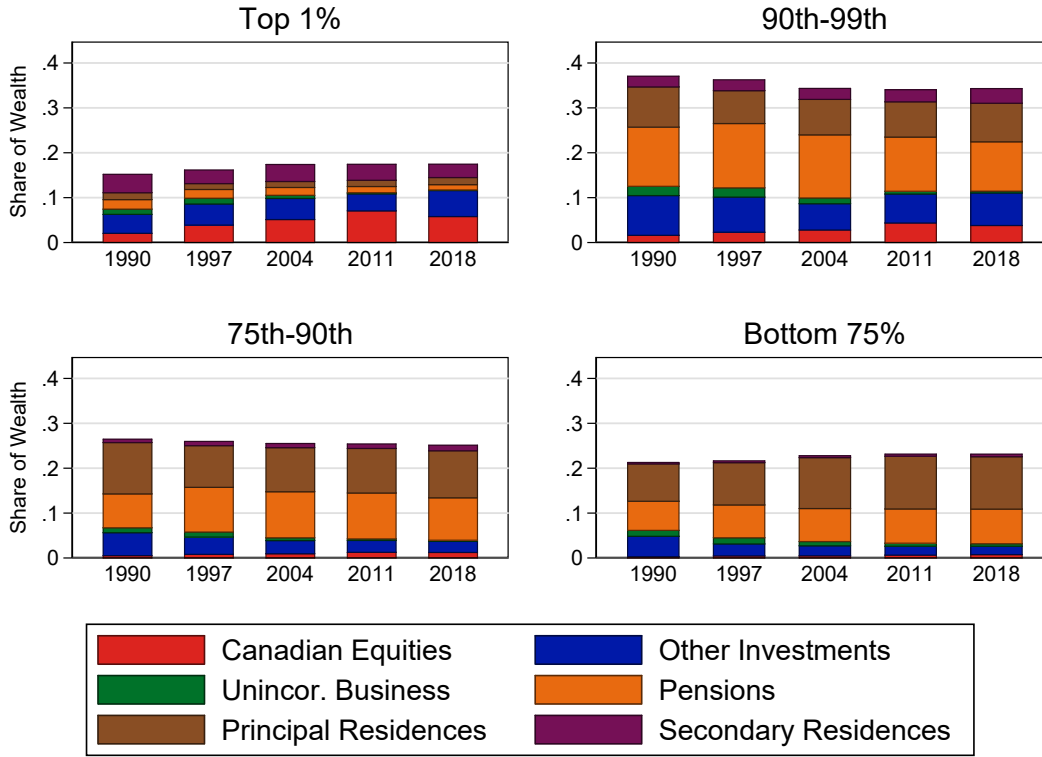 Top 1%
90th-99th
Share of Wealth
.4
.3
.2
.1
0
1990 1997 2004 2011 2018
.4
.3
.2
.1
0
1990 1997 2004 2011 2018
75th-90th
Bottom 75%
Share of Wealth
.4
.3
.2
.1
0
1990 1997 2004 2011 2018
.4
.3
.2
.1
0
1990 1997 2004 2011 2018
Canadian Equities
Other Investments
Unincor. Business
Pensions
Principal Residences
Secondary Residences